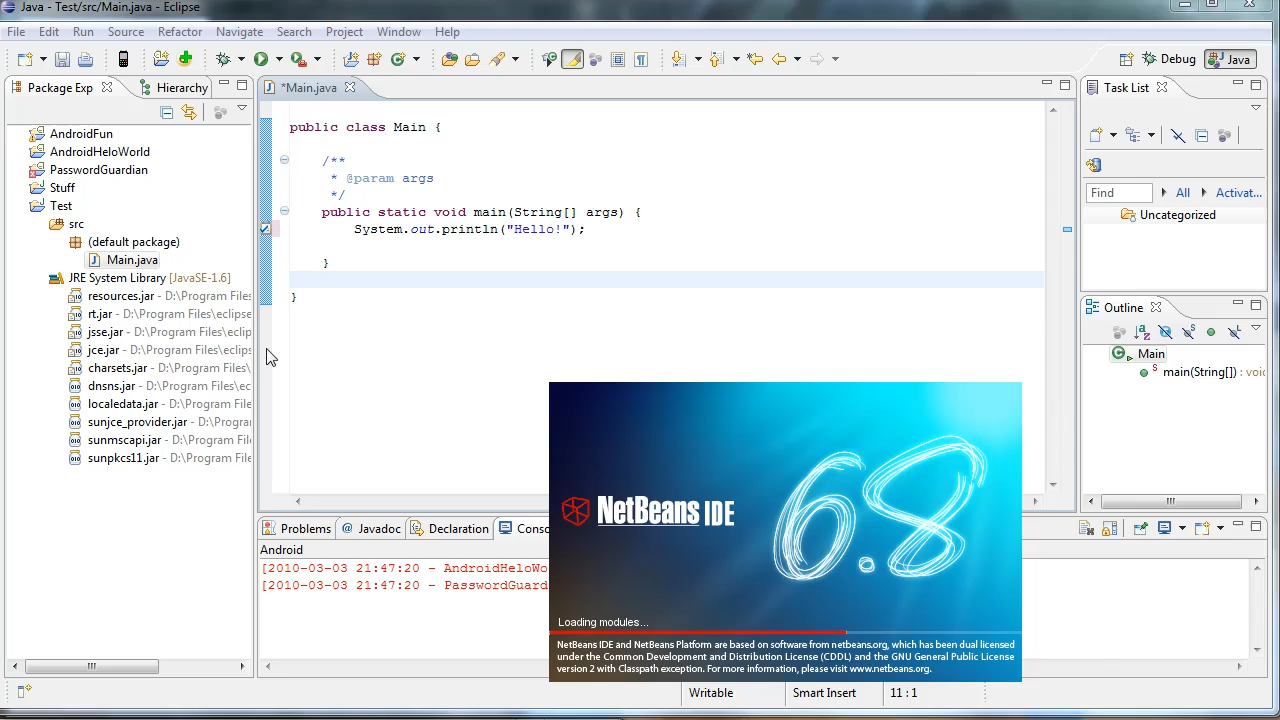 Java - Test/src/Main.java - Eclipse
File Edit Run Source Refactor Navigate Search Project Window Help
Debug Java
Package Exp Hierarchy
*Main.java
Task List
AndroidFun
AndroidHeloWorld
PasswordGuardian
Stuff
Test
src
(default package)
Main.java
JRE System Library [JavaSE-1.6]
resources.jar - D:\Program Files
rt.jar - D:\Program Files\eclipse
jsse.jar - D:\Program Files\ecli
jce.jar - D:\Program Files\eclips
charsets.jar - D:\Program Files
dnsns.jar - D:\Program Files\ec
localedata.jar - D:\Program Files
sunjce_provider.jar - D:\Program
sunmscapi.jar - D:\Program Files
sunpkcs11.jar - D:\Program Files
public class Main {
/**
* @param args
*/
public static void main(String[] args) {
System.out.println("Hello!");
}
}
Find All Activat...
Uncategorized
Outline
Main
main(String[]) : void
Problems Javadoc Declaration Conso
Android
[2010-03-03 21:47:20 - AndroidHeloWo
[2010-03-03 21:47:20 - PasswordGuard
NetBeans IDE 6.8
Loading modules...
NetBeans IDE and NetBeans Platform are based on software from netbeans.org, which has been dual licensed
under the Common Development and Distribution License (CDDL) and the GNU General Public License
version 2 with Classpath exception. For more information, please visit www.netbeans.org.
Writable Smart Insert 11 : 1